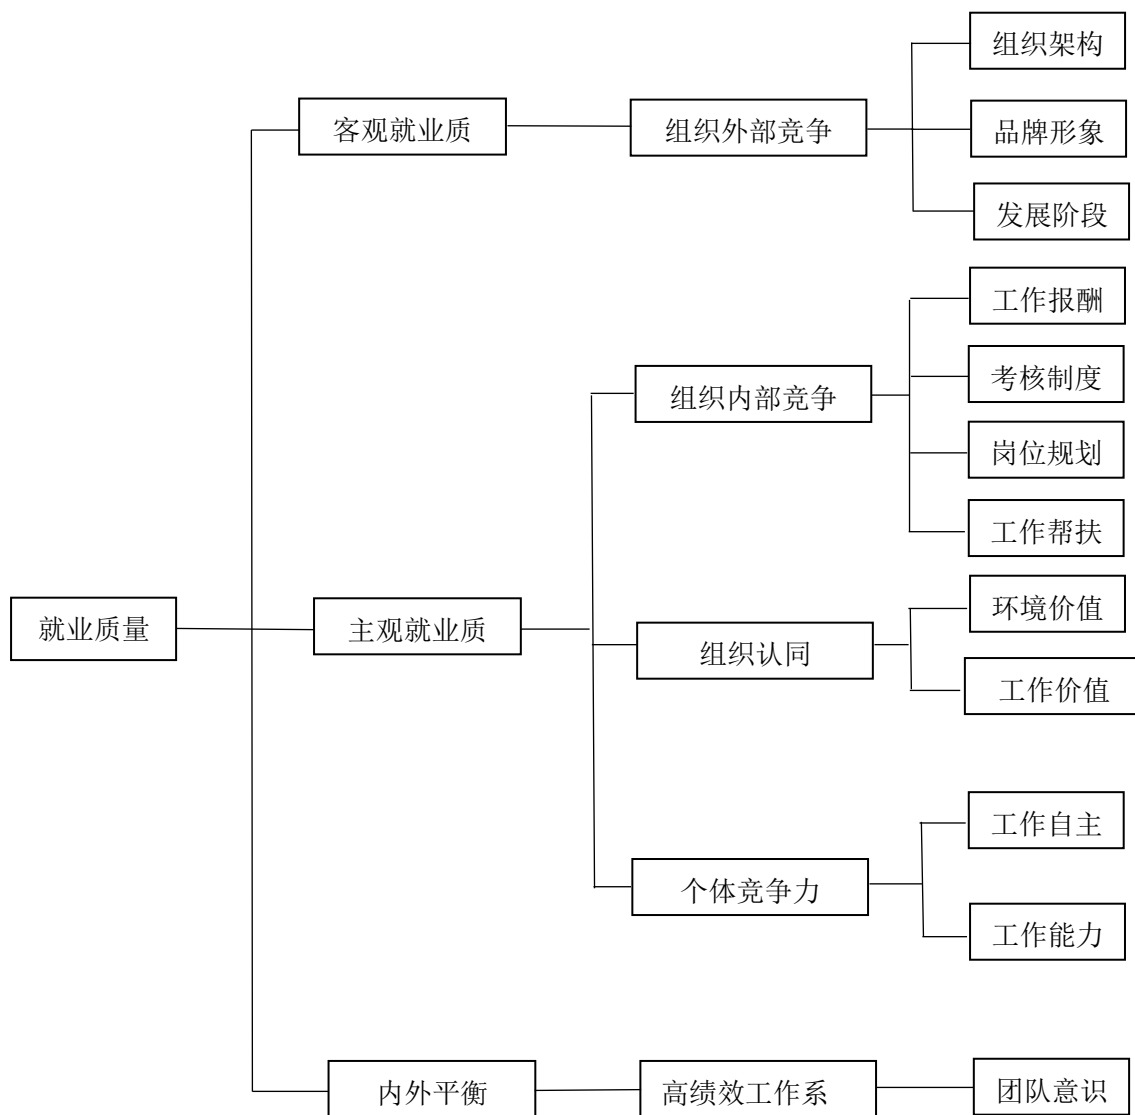 组织架构
客观就业质
组织外部竞争
品牌形象
发展阶段
工作报酬
考核制度
组织内部竞争
岗位规划
工作帮扶
就业质量
主观就业质
环境价值
组织认同
工作价值
工作自主
个体竞争力
工作能力
内外平衡
高绩效工作系
团队意识